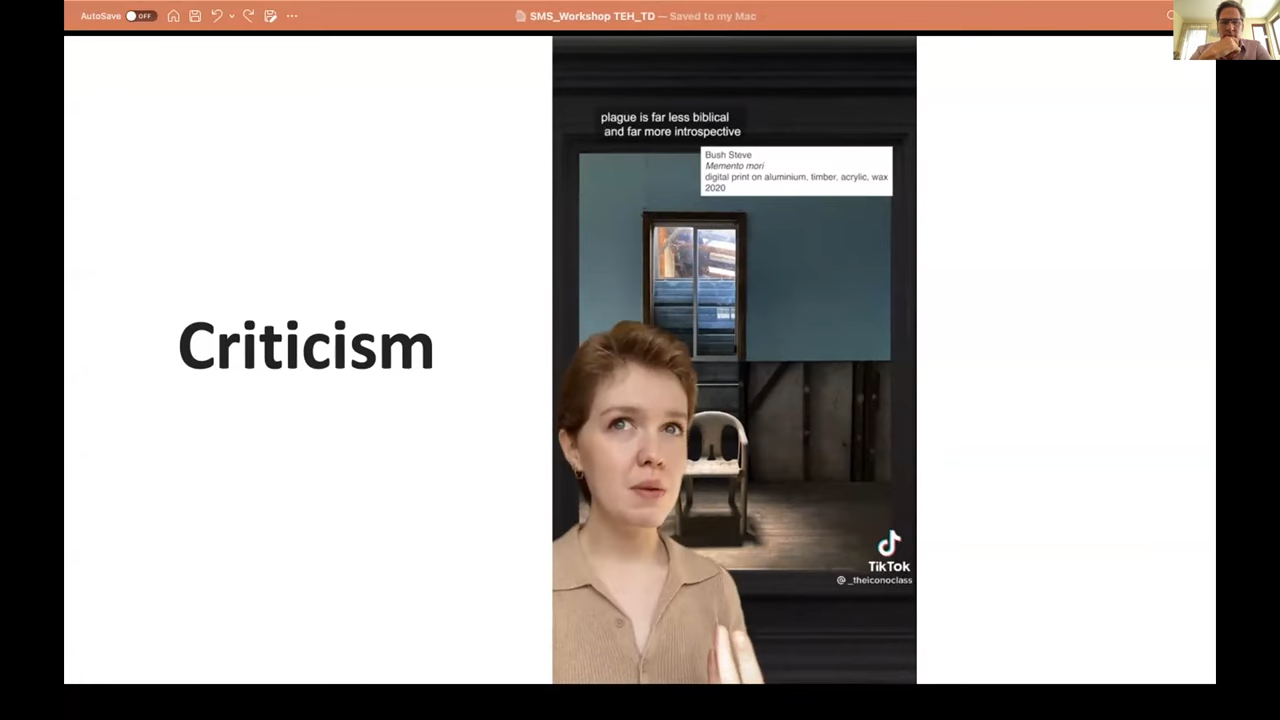 AutoSave OFF
SMS_Workshop TEH_TD — Saved to my Mac
plague is far less biblical
and far more introspective
Bush Steve
Memento mori
digital print on aluminium, timber, acrylic, wax
2020
Criticism
TikTok
@_theiconoclass